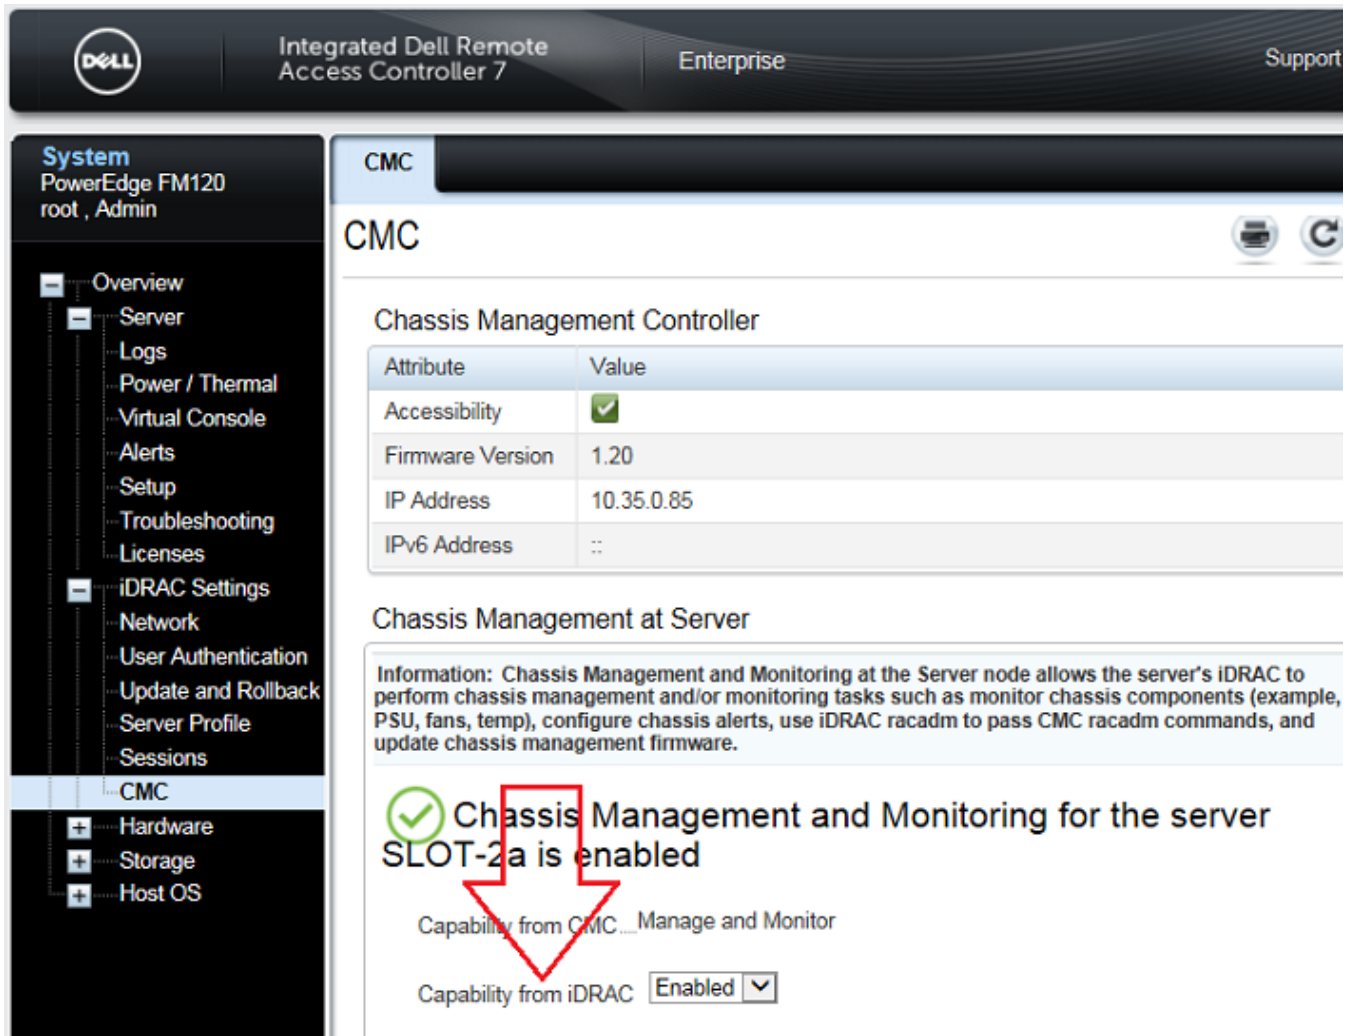 DELL
Integrated Dell Remote
Access Controller 7
Enterprise
Support
System
PowerEdge FM120
root , Admin
Overview
Server
Logs
Power / Thermal
Virtual Console
Alerts
Setup
Troubleshooting
Licenses
iDRAC Settings
Network
User Authentication
Update and Rollback
Server Profile
Sessions
CMC
Hardware
Storage
Host OS
CMC
CMC
Chassis Management Controller
Attribute Value
Accessibility
Firmware Version 1.20
IP Address 10.35.0.85
IPv6 Address ::
Chassis Management at Server
Information: Chassis Management and Monitoring at the Server node allows the server's iDRAC to
perform chassis management and/or monitoring tasks such as monitor chassis components (example,
PSU, fans, temp), configure chassis alerts, use iDRAC racadm to pass CMC racadm commands, and
update chassis management firmware.
Chassis Management and Monitoring for the server
SLOT-2a is enabled
Capability from CMC....Manage and Monitor
Capability from iDRAC Enabled